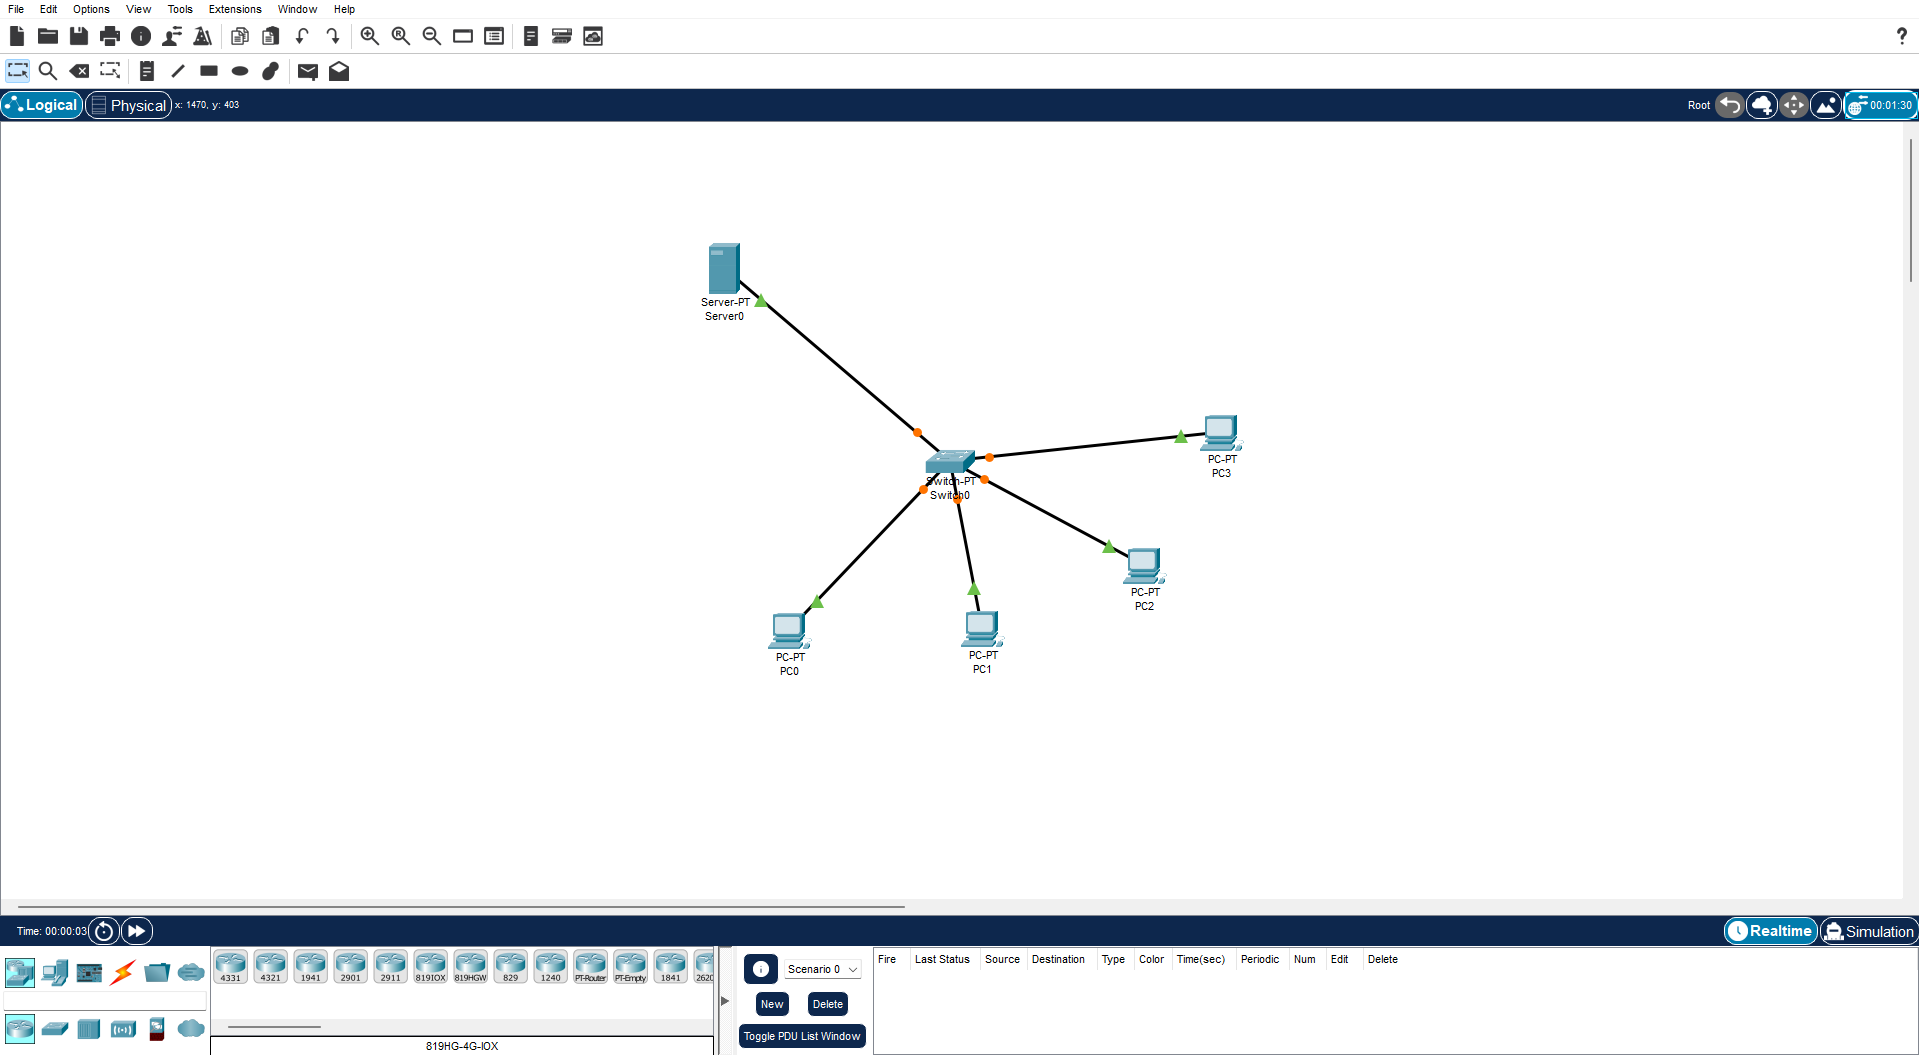 File Edit Options View Tools Extensions Window Help
?
Logical Physical x: 1470, y: 403 Root 00:01:30
Server-PT
Server0
PC-PT
PC3
Switch-PT
Switch0
PC-PT
PC2
PC-PT
PC0
PC-PT
PC1
Time: 00:00:03 Realtime Simulation
4331 4321 1941 2901 2911 819IOX 819HGW 829 1240 PT-Router PT-Empty 1841 2620
Scenario 0
New Delete
Toggle PDU List Window
Fire Last Status Source Destination Type Color Time(sec) Periodic Num Edit Delete
819HG-4G-IOX